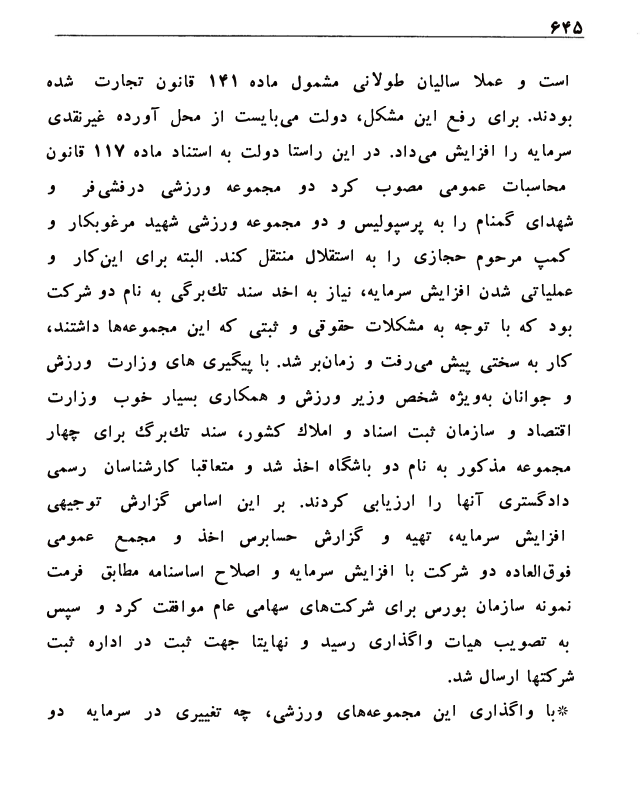 ۶۴۵
است و عملا سالیان طولانی مشمول ماده ۱۴۱ قانون تجارت شده
بودند. برای رفع این مشکل، دولت می‌بایست از محل آورده غیرنقدی
سرمایه را افزایش می‌داد. در این راستا دولت به استناد ماده ۱۱۷ قانون
محاسبات عمومی مصوب کرد دو مجموعه ورزشی درفشی‌فر و
شهدای گمنام را به پرسپولیس و دو مجموعه ورزشی شهید مرغوبکار و
کمپ مرحوم حجازی را به استقلال منتقل کند. البته برای این‌کار و
عملیاتی شدن افزایش سرمایه، نیاز به اخد سند تك‌برگی به نام دو شرکت
بود که با توجه به مشکلات حقوقی و ثبتی که این مجموعه‌ها داشتند،
کار به سختی پیش می‌رفت و زمان‌بر شد. با پیگیری های وزارت ورزش
و جوانان به‌ویژه شخص وزیر ورزش و همکاری بسیار خوب وزارت
اقتصاد و سازمان ثبت اسناد و املاك کشور، سند تك‌برگ برای چهار
مجموعه مذکور به نام دو باشگاه اخذ شد و متعاقبا کارشناسان رسمی
دادگستری آنها را ارزیابی کردند. بر این اساس گزارش توجیهی
افزایش سرمایه، تهیه و گزارش حسابرس اخذ و مجمع عمومی
فوق‌العاده دو شرکت با افزایش سرمایه و اصلاح اساسنامه مطابق فرمت
نمونه سازمان بورس برای شرکت‌های سهامی عام موافقت کرد و سپس
به تصویب هیات واگذاری رسید و نهایتا جهت ثبت در اداره ثبت
شرکتها ارسال شد.
*با واگذاری این مجموعه‌های ورزشی، چه تغییری در سرمایه دو